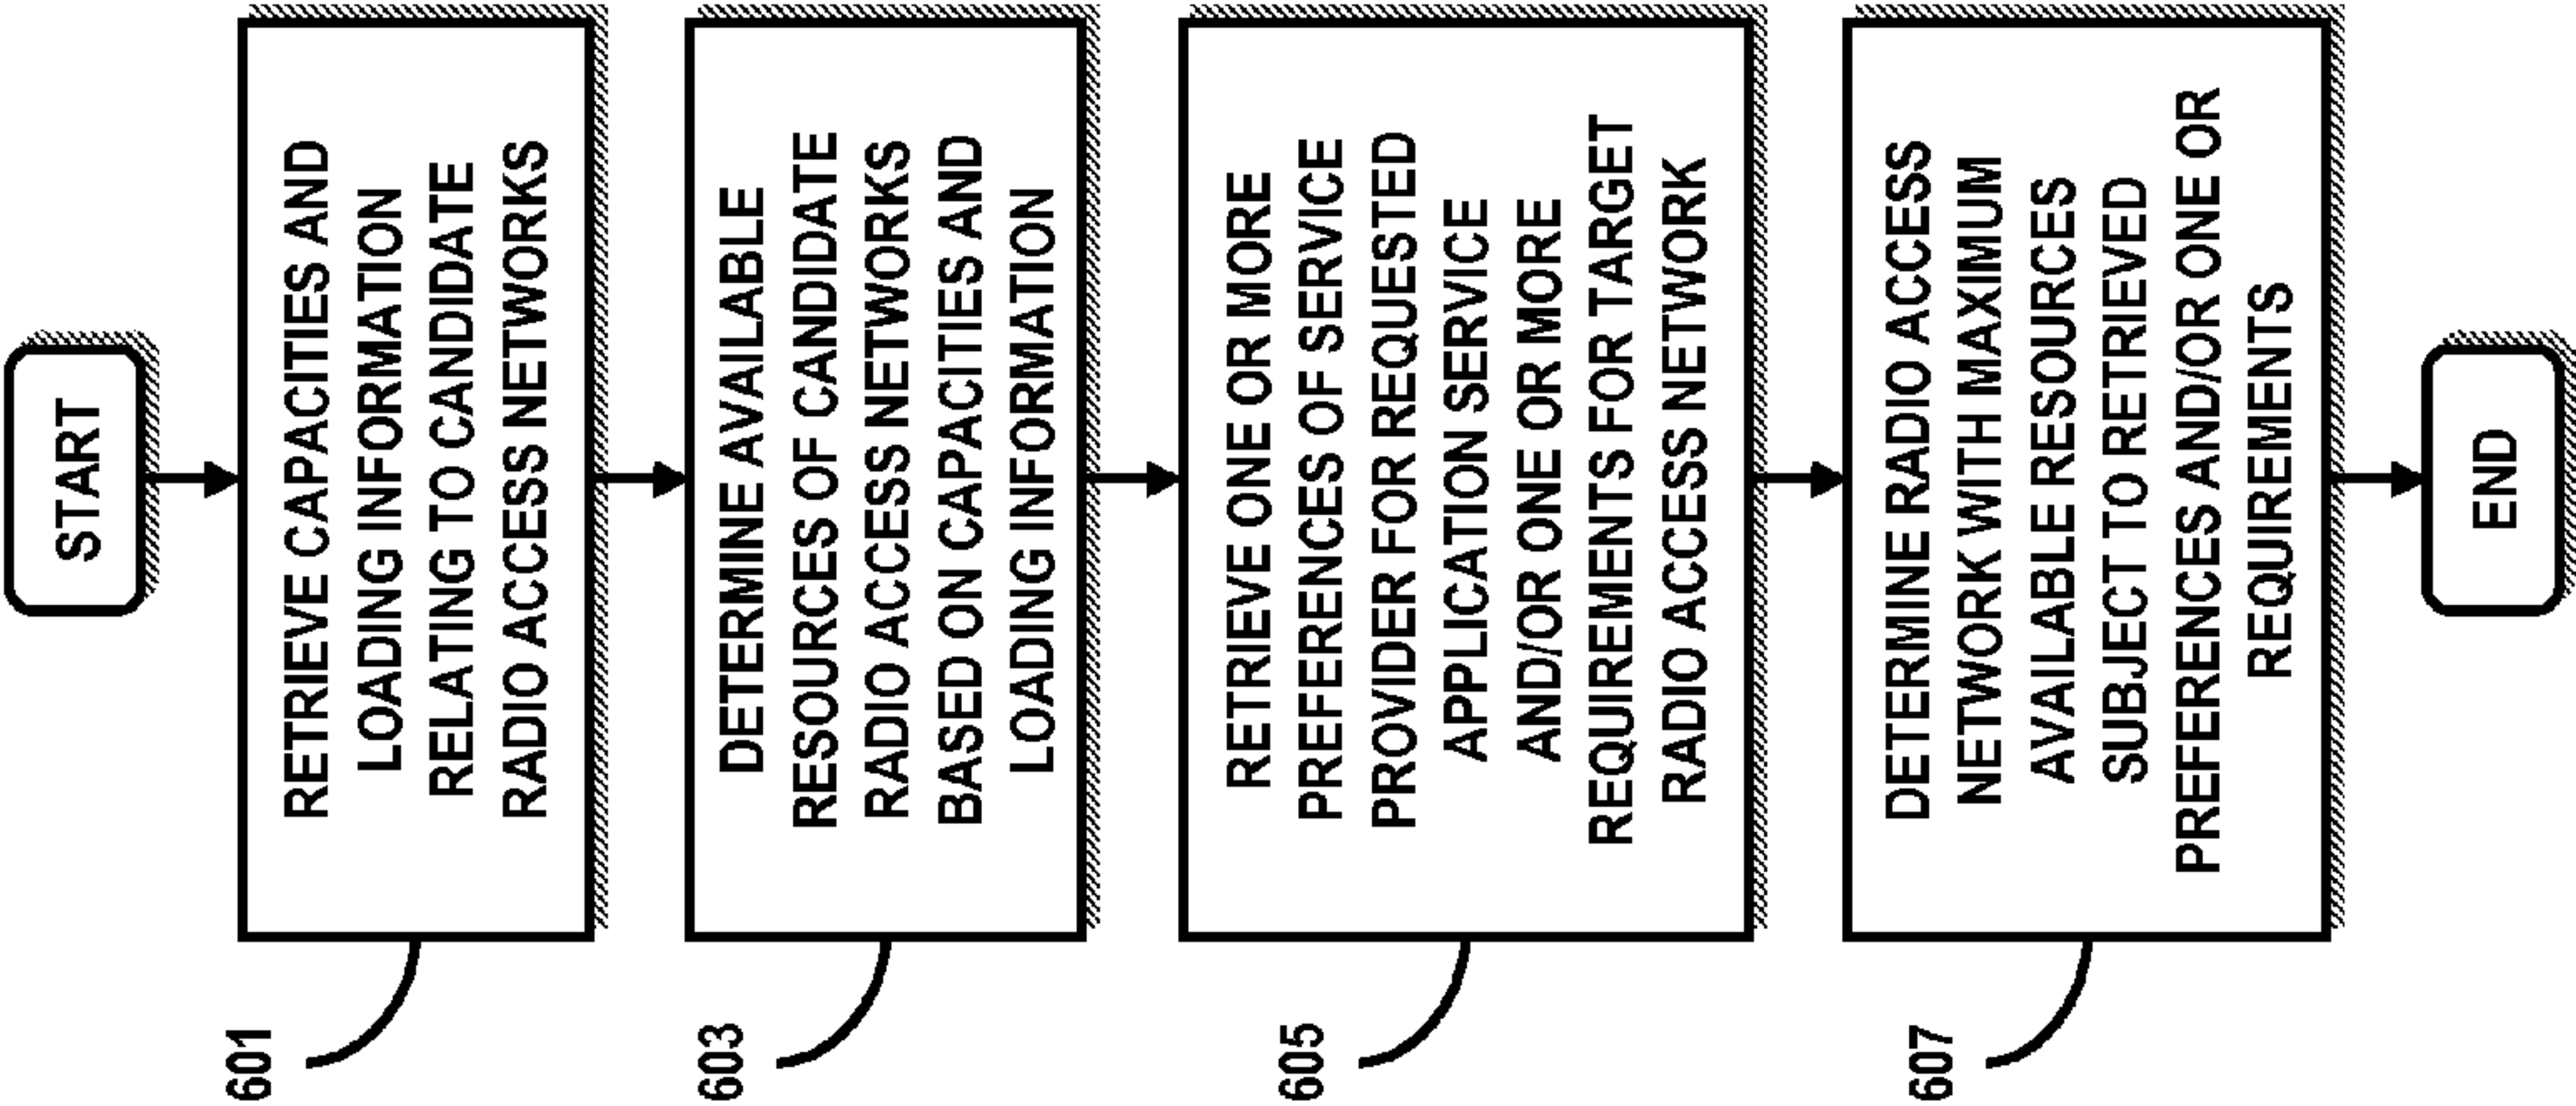 START
601
RETRIEVE CAPACITIES AND
LOADING INFORMATION
RELATING TO CANDIDATE
RADIO ACCESS NETWORKS
603
DETERMINE AVAILABLE
RESOURCES OF CANDIDATE
RADIO ACCESS NETWORKS
BASED ON CAPACITIES AND
LOADING INFORMATION
605
RETRIEVE ONE OR MORE
PREFERENCES OF SERVICE
PROVIDER FOR REQUESTED
APPLICATION SERVICE
AND/OR ONE OR MORE
REQUIREMENTS FOR TARGET
RADIO ACCESS NETWORK
607
DETERMINE RADIO ACCESS
NETWORK WITH MAXIMUM
AVAILABLE RESOURCES
SUBJECT TO RETRIEVED
PREFERENCES AND/OR ONE OR
REQUIREMENTS
END